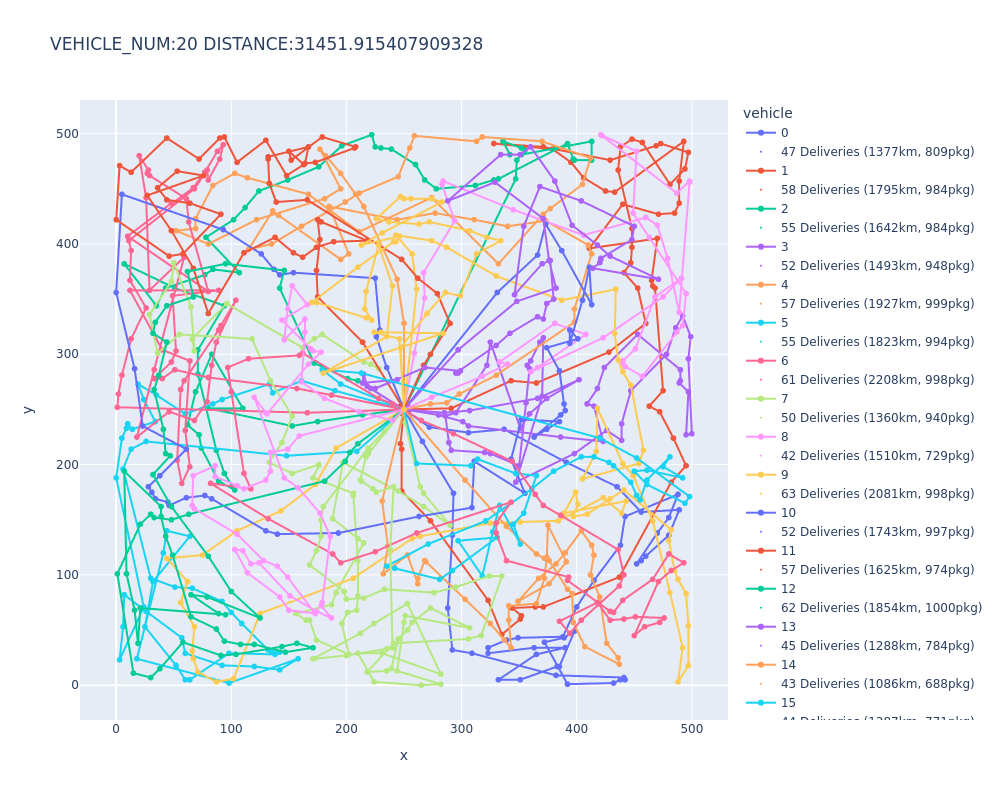 VEHICLE_NUM:20 DISTANCE:31451.915407909328
vehicle
0
47 Deliveries (1377km, 809pkg)
1
58 Deliveries (1795km, 984pkg)
2
55 Deliveries (1642km, 984pkg)
3
52 Deliveries (1493km, 948pkg)
4
57 Deliveries (1927km, 999pkg)
5
55 Deliveries (1823km, 994pkg)
6
61 Deliveries (2208km, 998pkg)
7
50 Deliveries (1360km, 940pkg)
8
42 Deliveries (1510km, 729pkg)
9
63 Deliveries (2081km, 998pkg)
10
52 Deliveries (1743km, 997pkg)
11
57 Deliveries (1625km, 974pkg)
12
62 Deliveries (1854km, 1000pkg)
13
45 Deliveries (1288km, 784pkg)
14
43 Deliveries (1086km, 688pkg)
15
500
400
300
200
100
0
y
0 100 200 300 400 500
x